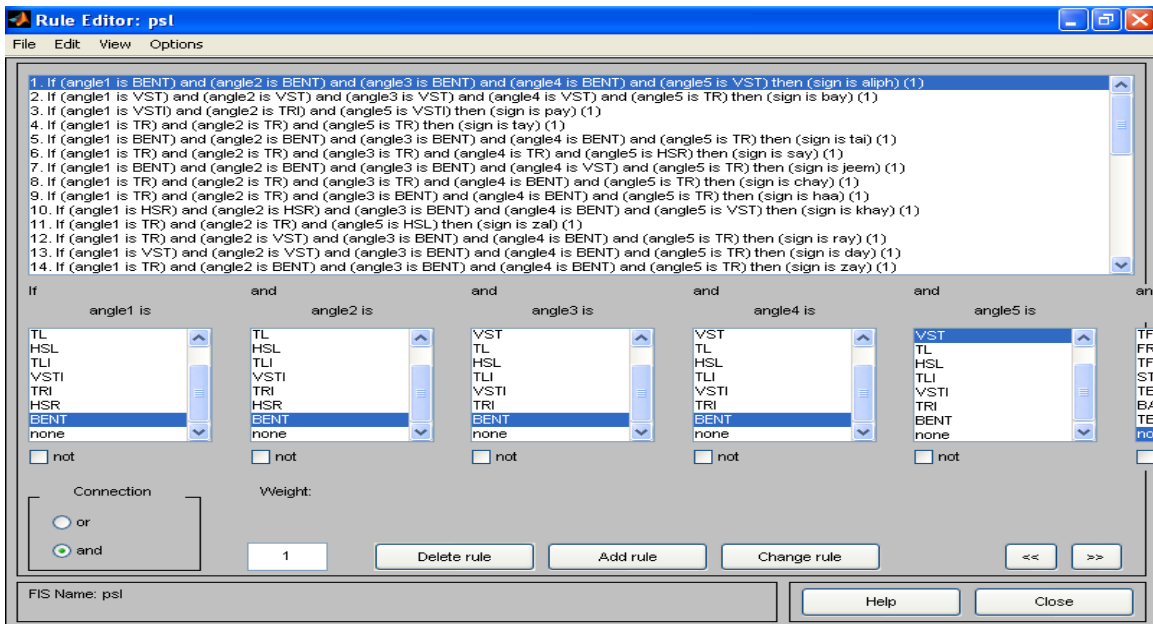 Rule Editor: psl
File Edit View Options
1. If (angle1 is BENT) and (angle2 is BENT) and (angle3 is BENT) and (angle4 is BENT) and (angle5 is VST) then (sign is aliph) (1)
2. If (angle1 is VST) and (angle2 is VST) and (angle3 is VST) and (angle4 is VST) and (angle5 is TR) then (sign is bay) (1)
3. If (angle1 is VSTI) and (angle2 is TRI) and (angle5 is VSTI) then (sign is pay) (1)
4. If (angle1 is TR) and (angle2 is TR) and (angle5 is TR) then (sign is tay) (1)
5. If (angle1 is BENT) and (angle2 is BENT) and (angle3 is BENT) and (angle4 is BENT) and (angle5 is TR) then (sign is tai) (1)
6. If (angle1 is TR) and (angle2 is TR) and (angle3 is TR) and (angle4 is TR) and (angle5 is HSR) then (sign is say) (1)
7. If (angle1 is BENT) and (angle2 is BENT) and (angle3 is BENT) and (angle4 is VST) and (angle5 is TR) then (sign is jeem) (1)
8. If (angle1 is TR) and (angle2 is TR) and (angle3 is TR) and (angle4 is BENT) and (angle5 is TR) then (sign is chay) (1)
9. If (angle1 is TR) and (angle2 is TR) and (angle3 is BENT) and (angle4 is BENT) and (angle5 is TR) then (sign is haa) (1)
10. If (angle1 is HSR) and (angle2 is HSR) and (angle3 is BENT) and (angle4 is BENT) and (angle5 is VST) then (sign is khay) (1)
11. If (angle1 is TR) and (angle2 is TR) and (angle5 is HSL) then (sign is zal) (1)
12. If (angle1 is TR) and (angle2 is VST) and (angle3 is BENT) and (angle4 is BENT) and (angle5 is TR) then (sign is ray) (1)
13. If (angle1 is VST) and (angle2 is VST) and (angle3 is BENT) and (angle4 is BENT) and (angle5 is TR) then (sign is day) (1)
14. If (angle1 is TR) and (angle2 is BENT) and (angle3 is BENT) and (angle4 is BENT) and (angle5 is TR) then (sign is zay) (1)
If and and and and an
angle1 is angle2 is angle3 is angle4 is angle5 is
TL TL VST VST VST TF
HSL HSL TL TL TL FR
TLI TLI HSL HSL HSL TF
VSTI VSTI TLI TLI TLI ST
TRI TRI VSTI VSTI VSTI TE
HSR HSR TRI TRI TRI BA
BENT BENT BENT BENT BENT TE
none none none none none no
not not not not not
Connection Weight:
or
and 1 Delete rule Add rule Change rule << >>
FIS Name: psl Help Close